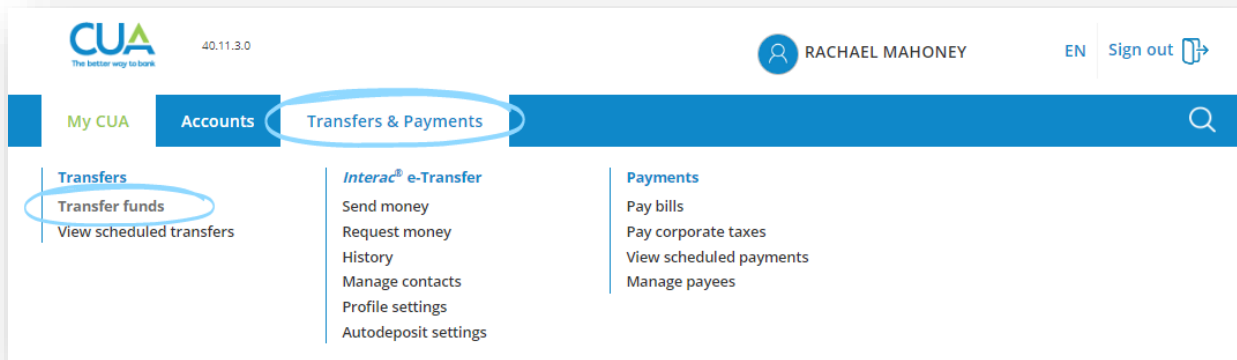 CUA
The better way to bank
40.11.3.0
RACHAEL MAHONEY
EN
Sign out
My CUA
Accounts
Transfers & Payments
Transfers
Transfer funds
View scheduled transfers
Interac® e-Transfer
Send money
Request money
History
Manage contacts
Profile settings
Autodeposit settings
Payments
Pay bills
Pay corporate taxes
View scheduled payments
Manage payees